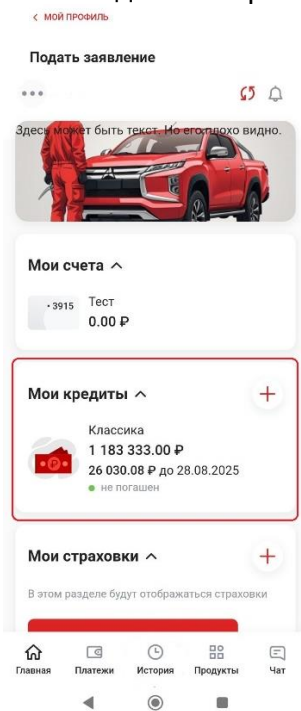 МОЙ ПРОФИЛЬ
Подать заявление
Здесь может быть текст. Но его плохо видно.
Мои счета
• 3915 Тест
0.00 ₽
Мои кредиты
Классика
1 183 333.00 ₽
26 030.08 ₽ до 28.08.2025
не погашен
Мои страховки
В этом разделе будут отображаться страховки
Главная Платежи История Продукты Чат